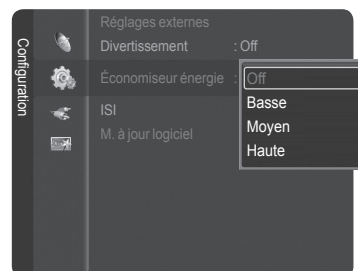 Configuration
Réglages externes
Divertissement : Off
Économiseur énergie : Off
Basse
ISI
Moyen
M. à jour logiciel
Haute